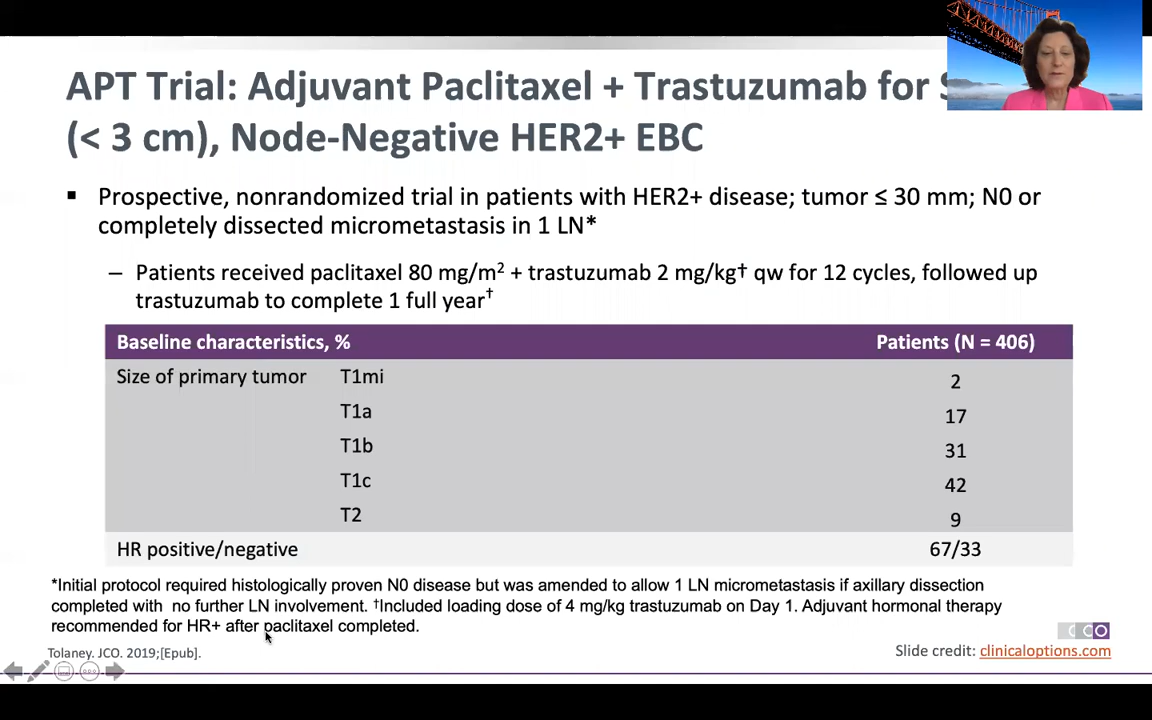 APT Trial: Adjuvant Paclitaxel + Trastuzumab for
(< 3 cm), Node-Negative HER2+ EBC
▪ Prospective, nonrandomized trial in patients with HER2+ disease; tumor ≤ 30 mm; N0 or
completely dissected micrometastasis in 1 LN*
– Patients received paclitaxel 80 mg/m² + trastuzumab 2 mg/kg† qw for 12 cycles, followed up
trastuzumab to complete 1 full year†
Baseline characteristics, % Patients (N = 406)
Size of primary tumor T1mi 2
T1a 17
T1b 31
T1c 42
T2 9
HR positive/negative 67/33
*Initial protocol required histologically proven N0 disease but was amended to allow 1 LN micrometastasis if axillary dissection
completed with no further LN involvement. †Included loading dose of 4 mg/kg trastuzumab on Day 1. Adjuvant hormonal therapy
recommended for HR+ after paclitaxel completed.
Tolaney. JCO. 2019;[Epub].
CCO
Slide credit: clinicaloptions.com